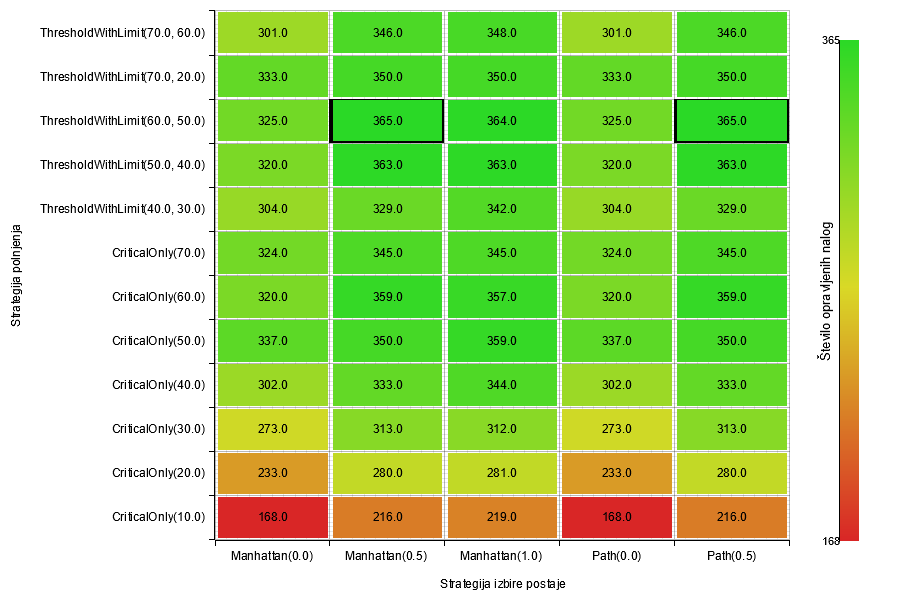 ThresholdWithLimit(70.0, 60.0) 301.0 346.0 348.0 301.0 346.0
ThresholdWithLimit(70.0, 20.0) 333.0 350.0 350.0 333.0 350.0
ThresholdWithLimit(60.0, 50.0) 325.0 365.0 364.0 325.0 365.0
ThresholdWithLimit(50.0, 40.0) 320.0 363.0 363.0 320.0 363.0
ThresholdWithLimit(40.0, 30.0) 304.0 329.0 342.0 304.0 329.0
CriticalOnly(70.0) 324.0 345.0 345.0 324.0 345.0
CriticalOnly(60.0) 320.0 359.0 357.0 320.0 359.0
CriticalOnly(50.0) 337.0 350.0 359.0 337.0 350.0
CriticalOnly(40.0) 302.0 333.0 344.0 302.0 333.0
CriticalOnly(30.0) 273.0 313.0 312.0 273.0 313.0
CriticalOnly(20.0) 233.0 280.0 281.0 233.0 280.0
CriticalOnly(10.0) 168.0 216.0 219.0 168.0 216.0
Manhattan(0.0) Manhattan(0.5) Manhattan(1.0) Path(0.0) Path(0.5)
Strategija izbire postaje
Strategija polnjenja
365
Število opravljenih nalog
168